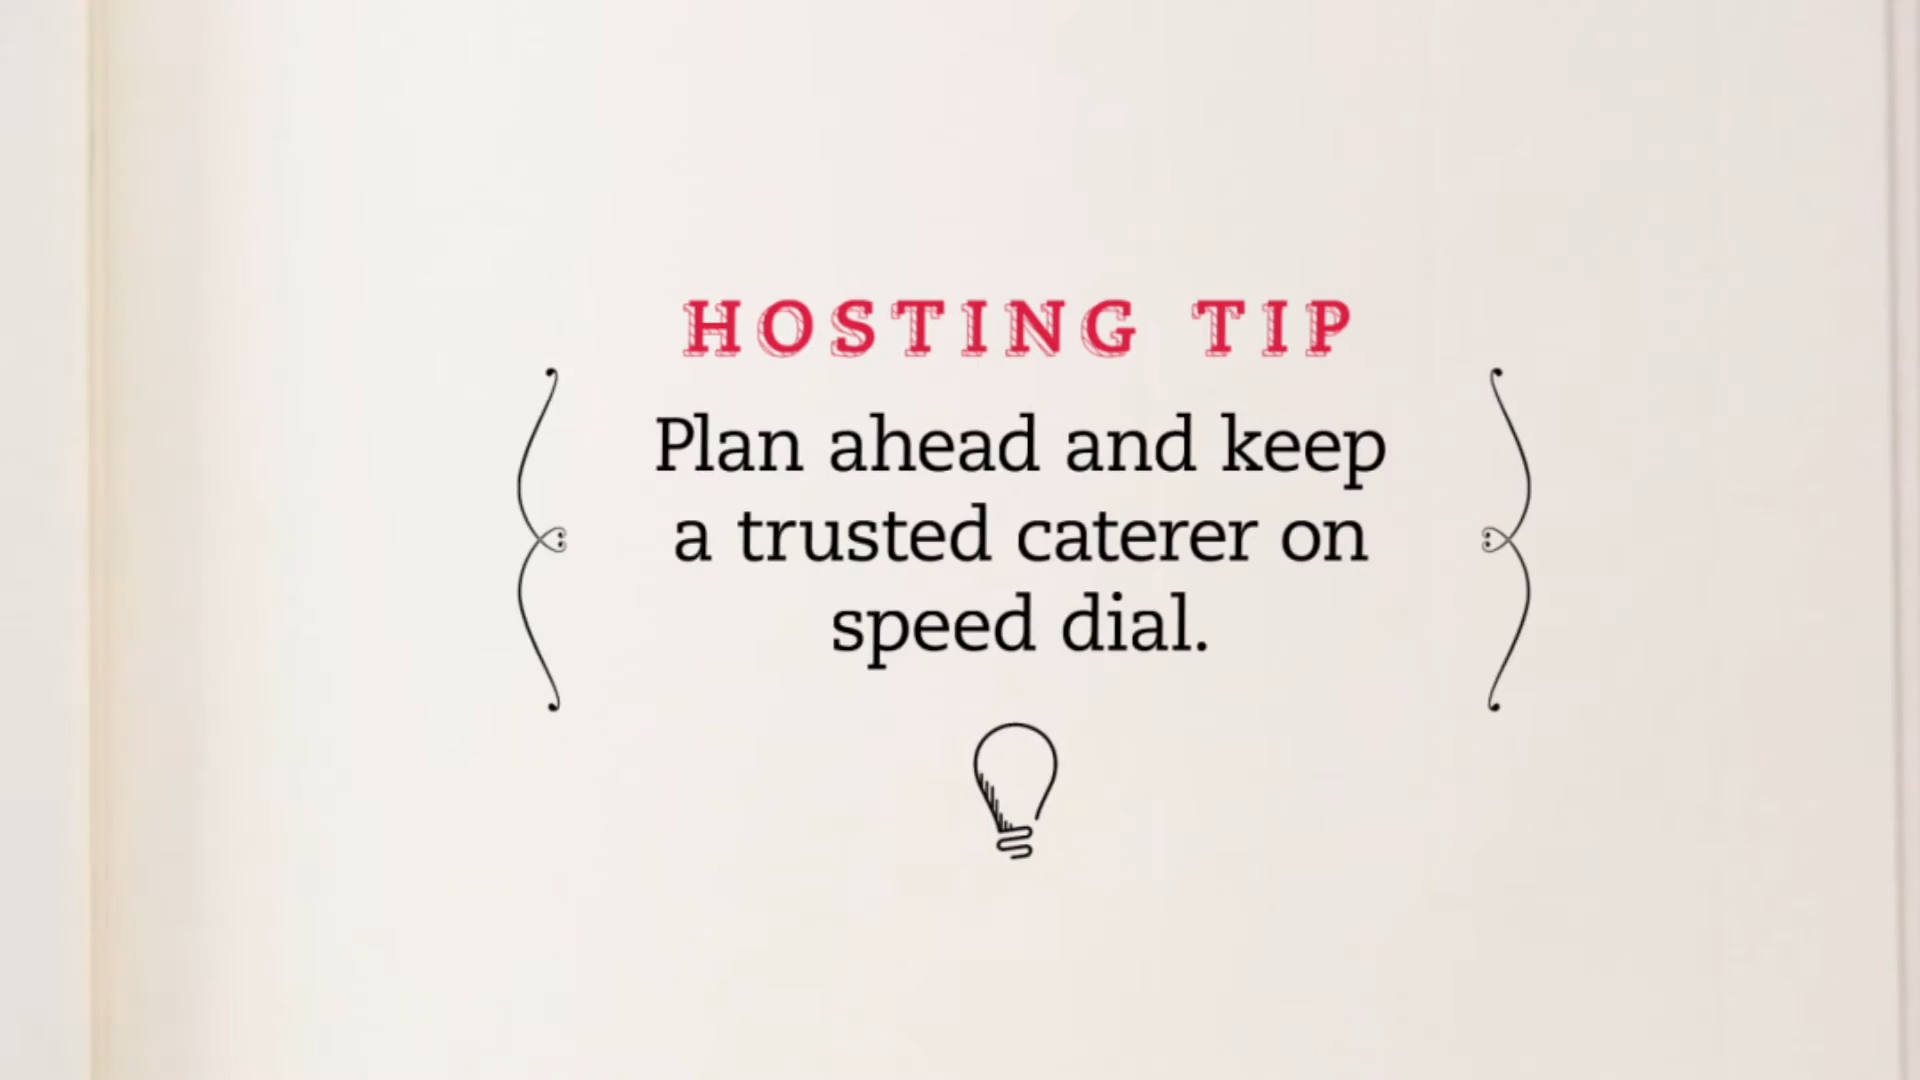 HOSTING TIP
Plan ahead and keep
a trusted caterer on
speed dial.